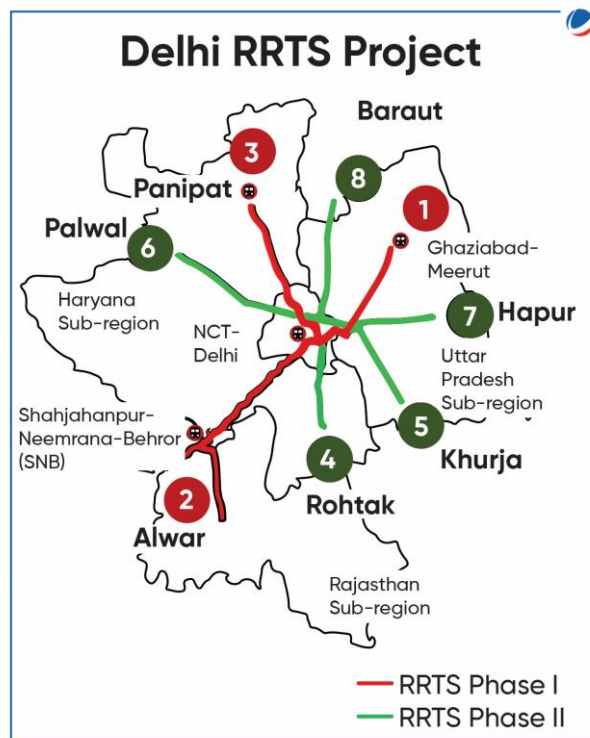 Delhi RRTS Project
Baraut
3
8
Panipat
1
Palwal
6
Ghaziabad-
Meerut
Haryana
Sub-region
NCT-
Delhi
7
Hapur
Uttar
Pradesh
Sub-region
Shahjahanpur-
Neemrana-Behror
(SNB)
5
Khurja
4
Rohtak
2
Alwar
Rajasthan
Sub-region
RRTS Phase I
RRTS Phase II